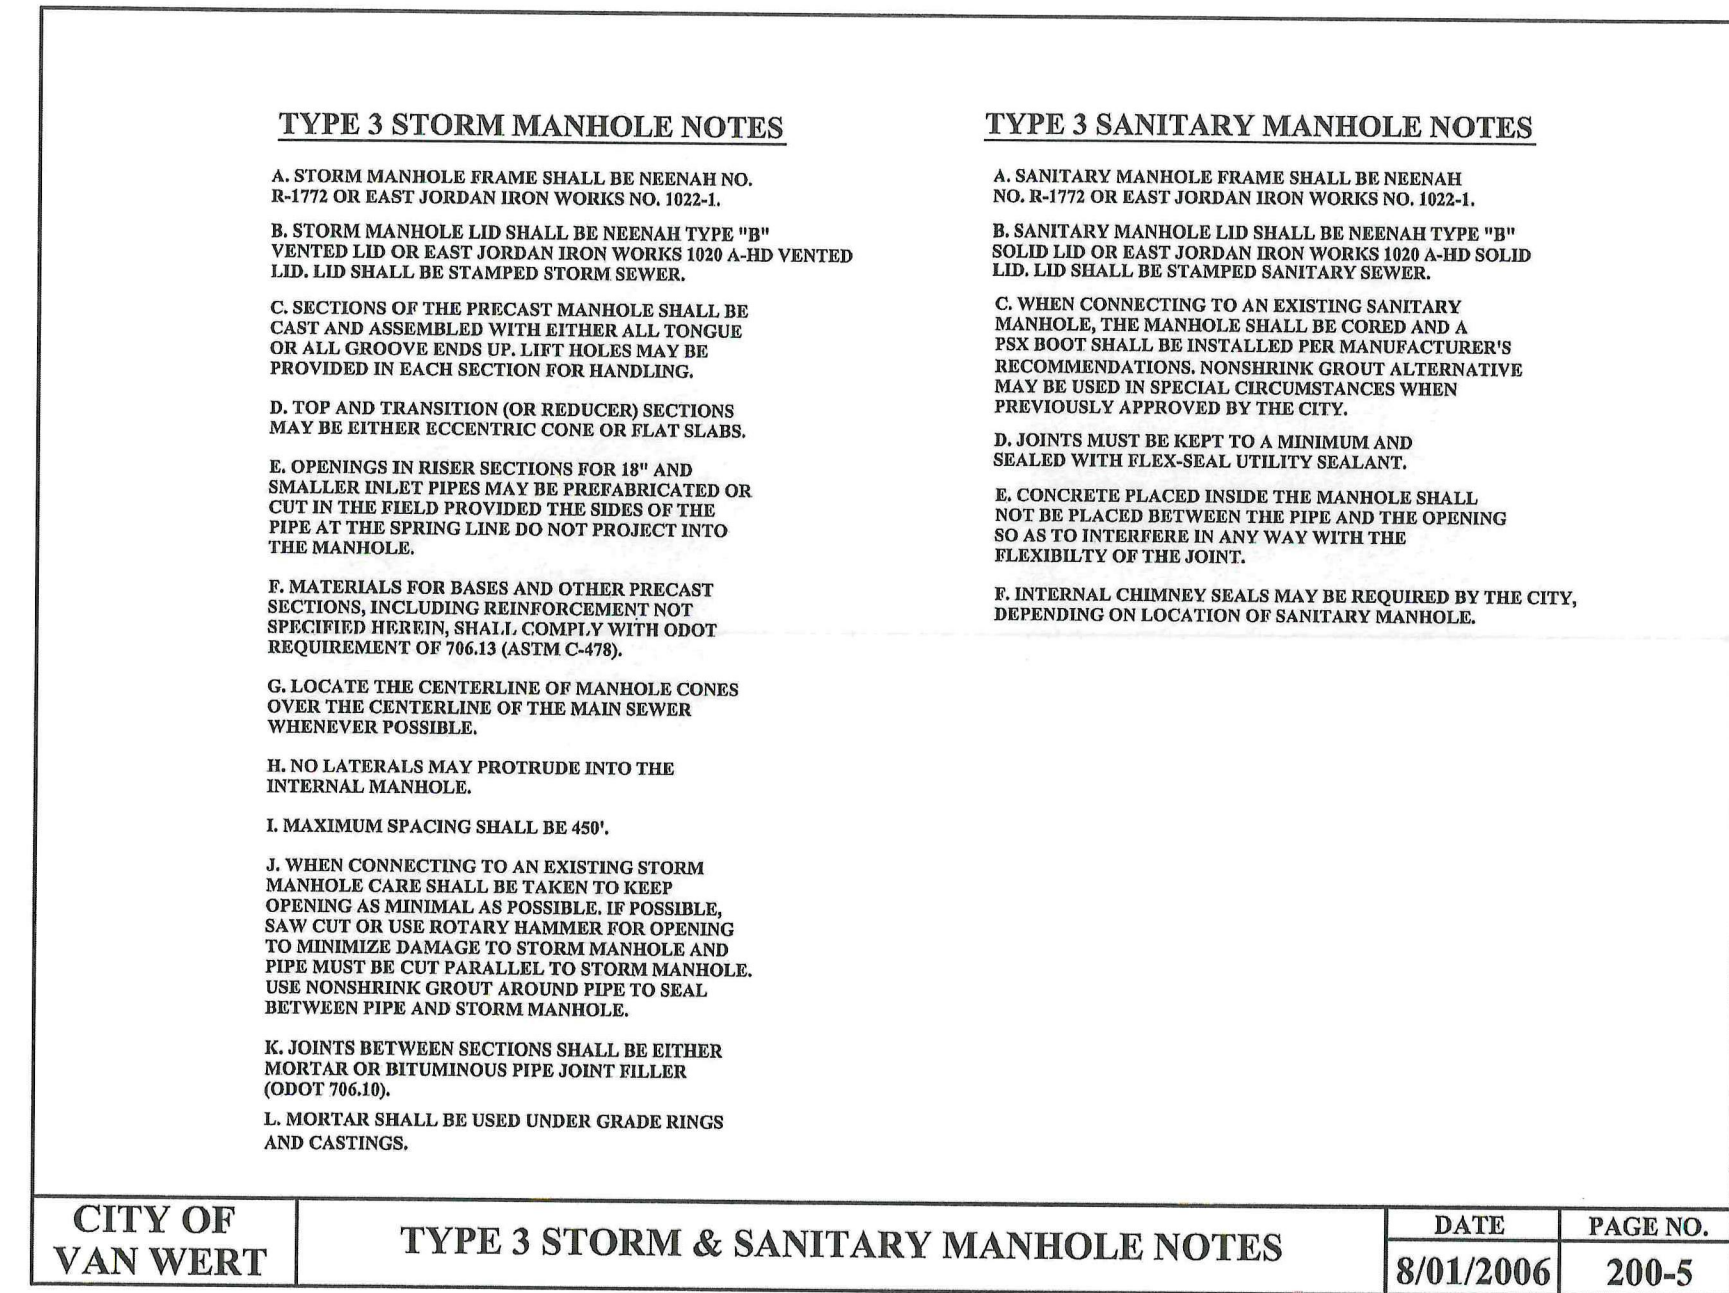 TYPE 3 STORM MANHOLE NOTES
A. STORM MANHOLE FRAME SHALL BE NEENAH NO.
R-1772 OR EAST JORDAN IRON WORKS NO. 1022-1.
B. STORM MANHOLE LID SHALL BE NEENAH TYPE "B"
VENTED LID OR EAST JORDAN IRON WORKS 1020 A-HD VENTED
LID. LID SHALL BE STAMPED STORM SEWER.
C. SECTIONS OF THE PRECAST MANHOLE SHALL BE
CAST AND ASSEMBLED WITH EITHER ALL TONGUE
OR ALL GROOVE ENDS UP. LIFT HOLES MAY BE
PROVIDED IN EACH SECTION FOR HANDLING.
D. TOP AND TRANSITION (OR REDUCER) SECTIONS
MAY BE EITHER ECCENTRIC CONE OR FLAT SLABS.
E. OPENINGS IN RISER SECTIONS FOR 18" AND
SMALLER INLET PIPES MAY BE PREFABRICATED OR
CUT IN THE FIELD PROVIDED THE SIDES OF THE
PIPE AT THE SPRING LINE DO NOT PROJECT INTO
THE MANHOLE.
F. MATERIALS FOR BASES AND OTHER PRECAST
SECTIONS, INCLUDING REINFORCEMENT NOT
SPECIFIED HEREIN, SHALL COMPLY WITH ODOT
REQUIREMENT OF 706.13 (ASTM C-478).
G. LOCATE THE CENTERLINE OF MANHOLE CONES
OVER THE CENTERLINE OF THE MAIN SEWER
WHENEVER POSSIBLE.
H. NO LATERALS MAY PROTRUDE INTO THE
INTERNAL MANHOLE.
I. MAXIMUM SPACING SHALL BE 450'.
J. WHEN CONNECTING TO AN EXISTING STORM
MANHOLE CARE SHALL BE TAKEN TO KEEP
OPENING AS MINIMAL AS POSSIBLE. IF POSSIBLE,
SAW CUT OR USE ROTARY HAMMER FOR OPENING
TO MINIMIZE DAMAGE TO STORM MANHOLE AND
PIPE MUST BE CUT PARALLEL TO STORM MANHOLE.
USE NONSHRINK GROUT AROUND PIPE TO SEAL
BETWEEN PIPE AND STORM MANHOLE.
K. JOINTS BETWEEN SECTIONS SHALL BE EITHER
MORTAR OR BITUMINOUS PIPE JOINT FILLER
(ODOT 706.10).
L. MORTAR SHALL BE USED UNDER GRADE RINGS
AND CASTINGS.
TYPE 3 SANITARY MANHOLE NOTES
A. SANITARY MANHOLE FRAME SHALL BE NEENAH
NO. R-1772 OR EAST JORDAN IRON WORKS NO. 1022-1.
B. SANITARY MANHOLE LID SHALL BE NEENAH TYPE "B"
SOLID LID OR EAST JORDAN IRON WORKS 1020 A-HD SOLID
LID. LID SHALL BE STAMPED SANITARY SEWER.
C. WHEN CONNECTING TO AN EXISTING SANITARY
MANHOLE, THE MANHOLE SHALL BE CORED AND A
PSX BOOT SHALL BE INSTALLED PER MANUFACTURER'S
RECOMMENDATIONS. NONSHRINK GROUT ALTERNATIVE
MAY BE USED IN SPECIAL CIRCUMSTANCES WHEN
PREVIOUSLY APPROVED BY THE CITY.
D. JOINTS MUST BE KEPT TO A MINIMUM AND
SEALED WITH FLEX-SEAL UTILITY SEALANT.
E. CONCRETE PLACED INSIDE THE MANHOLE SHALL
NOT BE PLACED BETWEEN THE PIPE AND THE OPENING
SO AS TO INTERFERE IN ANY WAY WITH THE
FLEXIBILTY OF THE JOINT.
F. INTERNAL CHIMNEY SEALS MAY BE REQUIRED BY THE CITY,
DEPENDING ON LOCATION OF SANITARY MANHOLE.
CITY OF
VAN WERT
TYPE 3 STORM & SANITARY MANHOLE NOTES
DATE
8/01/2006
PAGE NO.
200-5